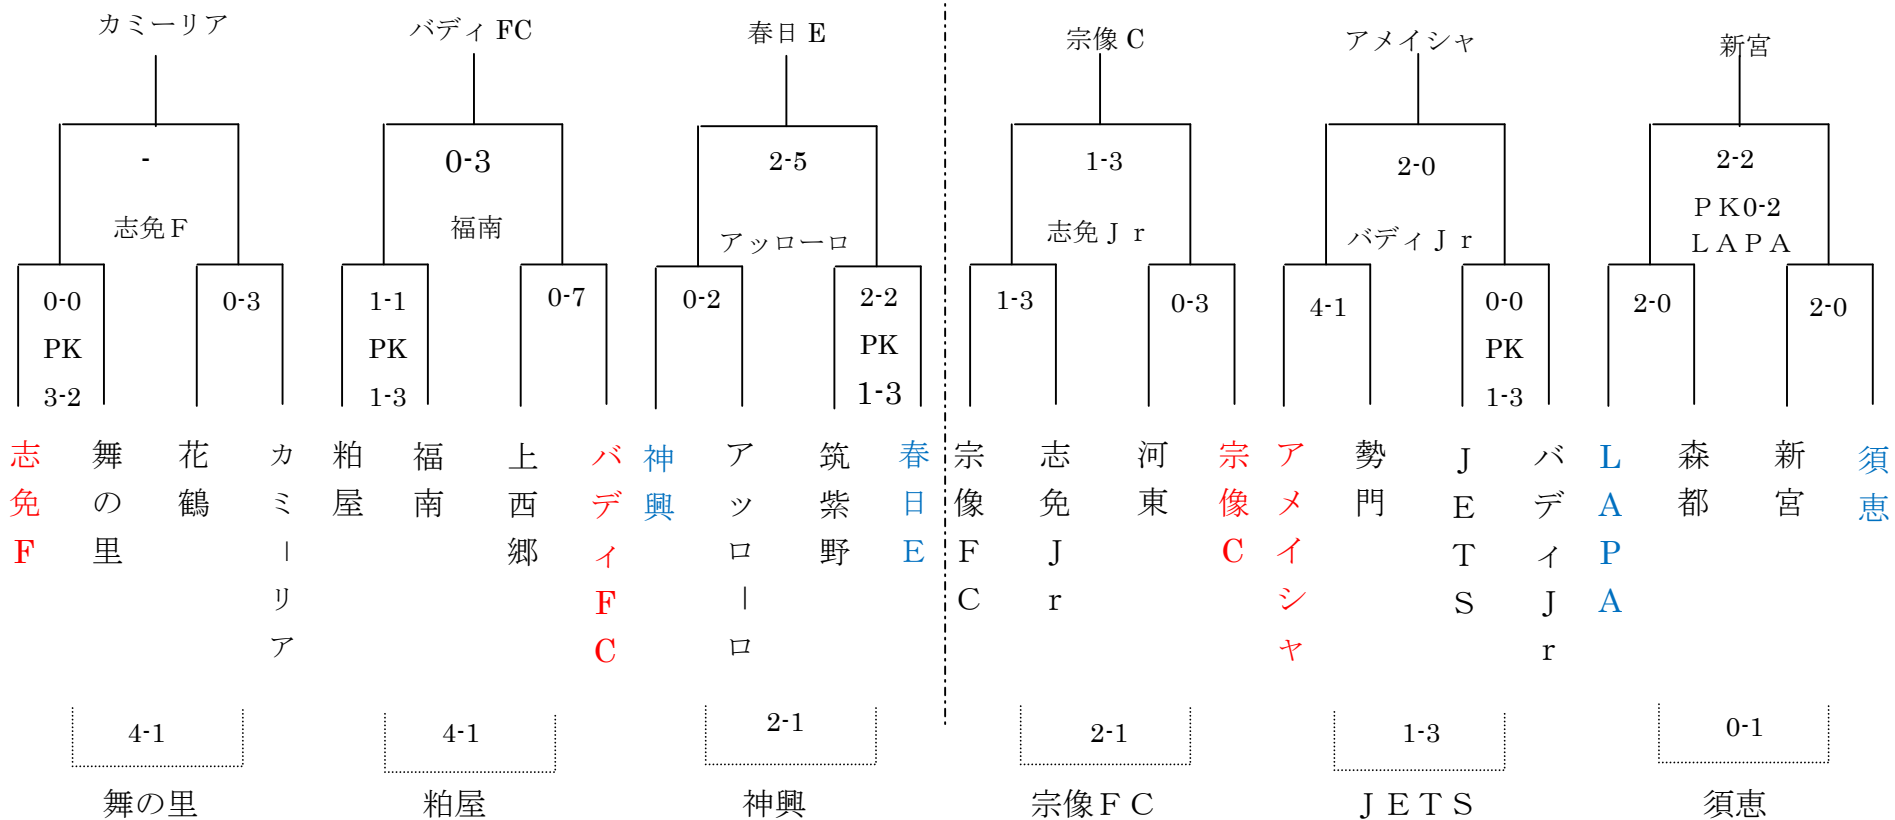 カミーリア バディ FC 春日 E 宗像 C アメイシャ 新宮
- 0-3 2-5 1-3 2-0 2-2
PK0-2
志免F 福南 アッローロ 志免Jr バディJr LAPA
0-0 0-3 1-1 0-7 0-2 2-2 1-3 0-3 4-1 0-0 2-0 2-0
PK PK PK PK
3-2 1-3 1-3 1-3
志免F
舞の里
花鶴
カミーリア
粕屋
福南
上西郷
バディFC
神興
アッローロ
筑紫野
春日E
宗像FC
志免Jr
河東
宗像C
アメイシャ
勢門
JETS
バディJr
LAPA
森都
新宮
須恵
4-1 4-1 2-1 2-1 1-3 0-1
舞の里 粕屋 神興 宗像FC JETS 須恵